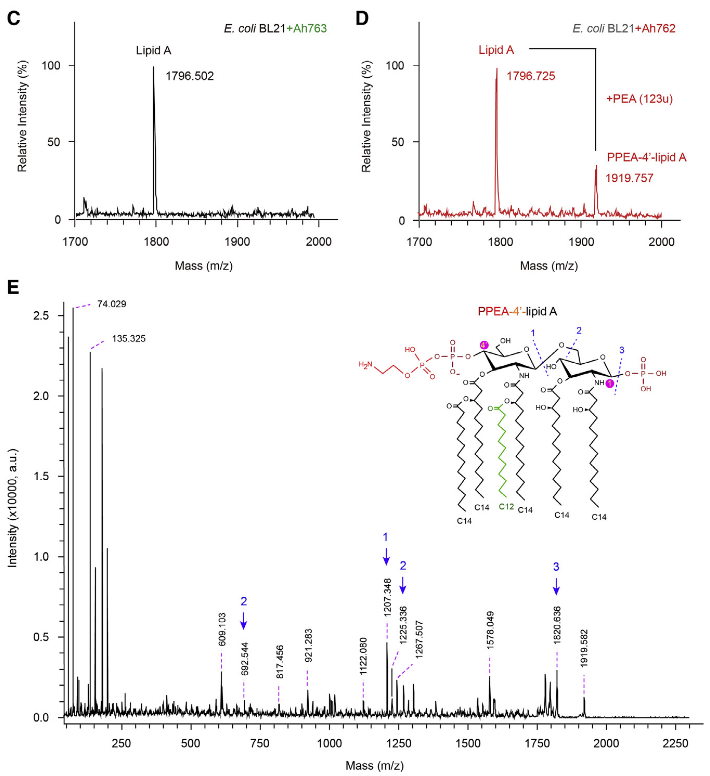 C
E. coli BL21+Ah763
Lipid A
1796.502
Relative Intensity (%)
100
50
0
1700
1800
1900
2000
Mass (m/z)
D
E. coli BL21+Ah762
Lipid A
1796.725
+PEA (123u)
PPEA-4'-lipid A
1919.757
Relative Intensity (%)
100
50
0
1700
1800
1900
2000
Mass (m/z)
E
74.029
135.325
Intensity (x10000, a.u.)
2.5
2.0
1.5
1.0
0.5
0.0
PPEA-4'-lipid A
H2N
O
HO
P
O
O
O
P
O
O
4'
HO
O
O
NH
1
O
2
HO
O
O
NH
1
3
O
P
O
OH
OH
O
O
O
O
O
O
O
O
HO
O
HO
C14
C14
C12
C14
C14
C14
2
1
2
3
609.103
692.544
817.456
921.283
1122.080
1207.348
1225.336
1267.507
1578.049
1820.636
1919.582
250
500
750
1000
1250
1500
1750
2000
2250
Mass (m/z)